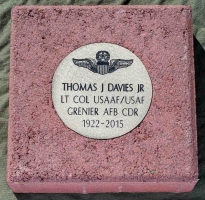 THOMAS J DAVIES JR
LT COL USAAF/USAF
GRENIER AFB CDR
1922-2015